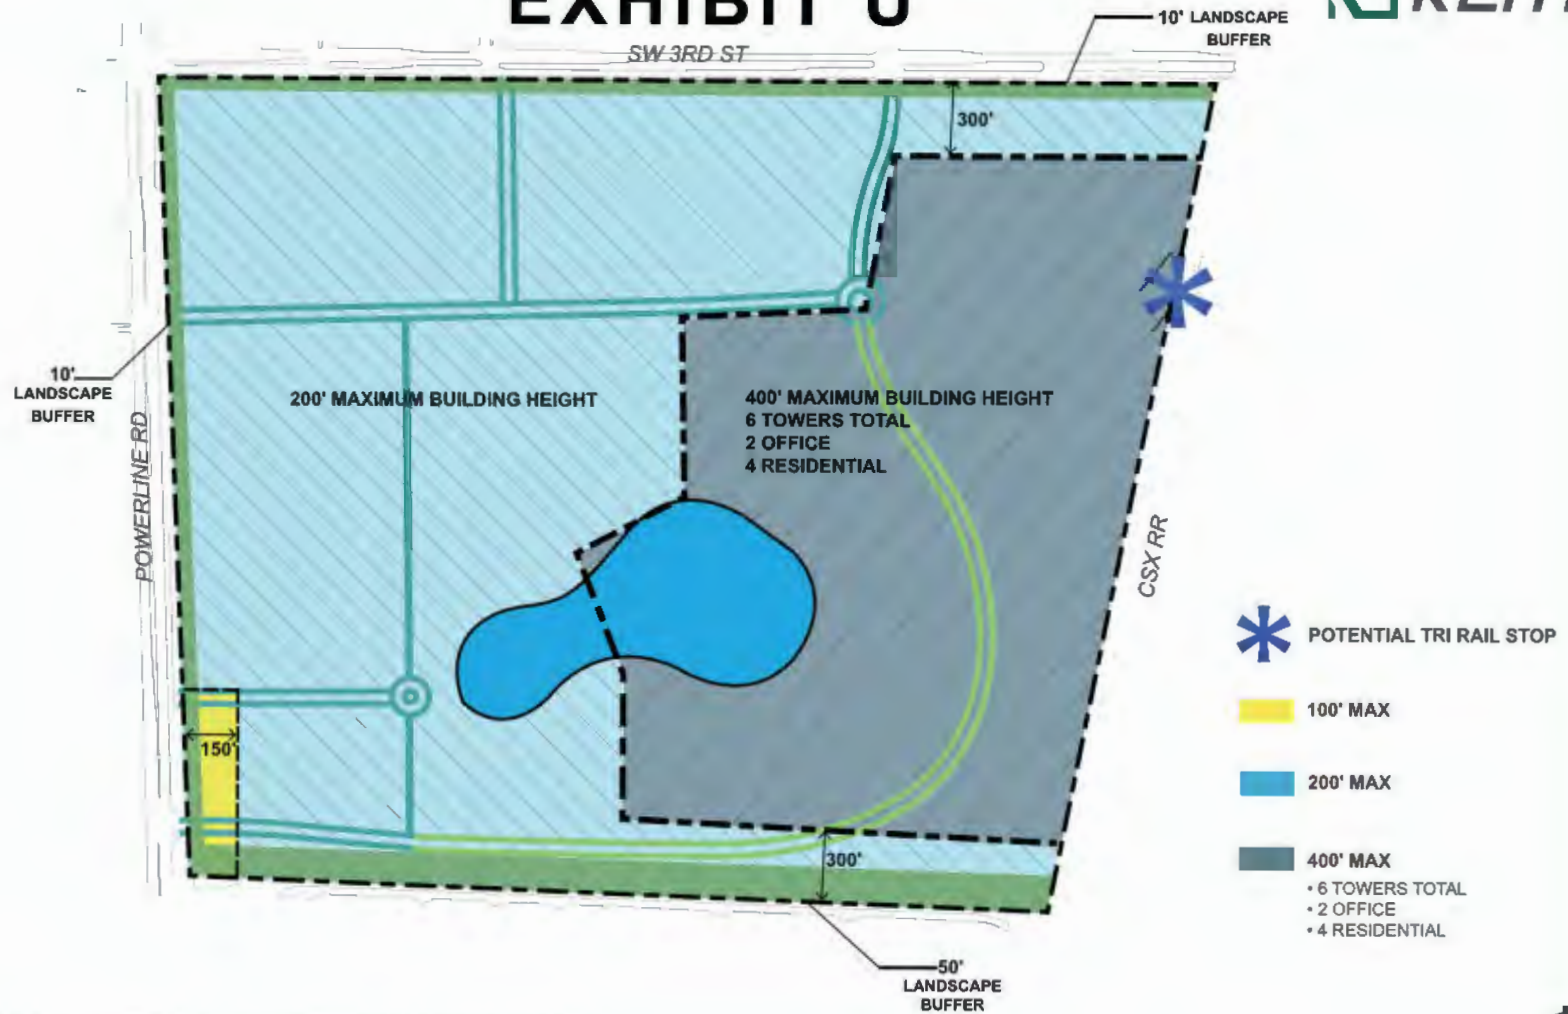 EXHIBIT U
10' LANDSCAPE
BUFFER
SW 3RD ST
300'
10'
LANDSCAPE
BUFFER
200' MAXIMUM BUILDING HEIGHT
400' MAXIMUM BUILDING HEIGHT
6 TOWERS TOTAL
2 OFFICE
4 RESIDENTIAL
POWERLINE RD
CSX RR
POTENTIAL TRI RAIL STOP
100' MAX
150'
200' MAX
300'
400' MAX
• 6 TOWERS TOTAL
• 2 OFFICE
• 4 RESIDENTIAL
50'
LANDSCAPE
BUFFER